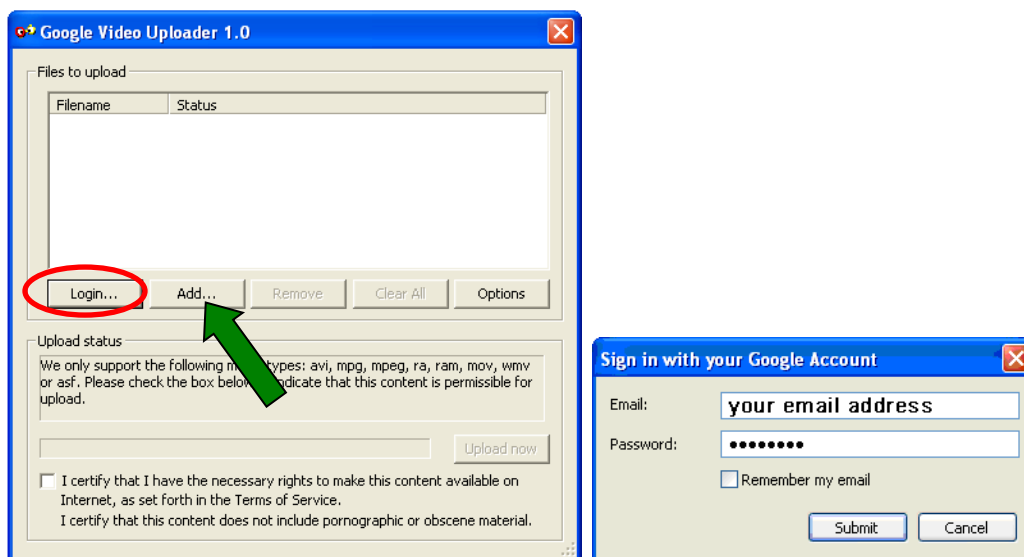 Google Video Uploader 1.0
Files to upload
Filename Status
Login... Add... Remove Clear All Options
Upload status
We only support the following m types: avi, mpg, mpeg, ra, ram, mov, wmv
or asf. Please check the box below indicate that this content is permissible for
upload.
Upload now
I certify that I have the necessary rights to make this content available on
Internet, as set forth in the Terms of Service.
I certify that this content does not include pornographic or obscene material.
Sign in with your Google Account
Email: your email address
Password: ••••••••
Remember my email
Submit Cancel